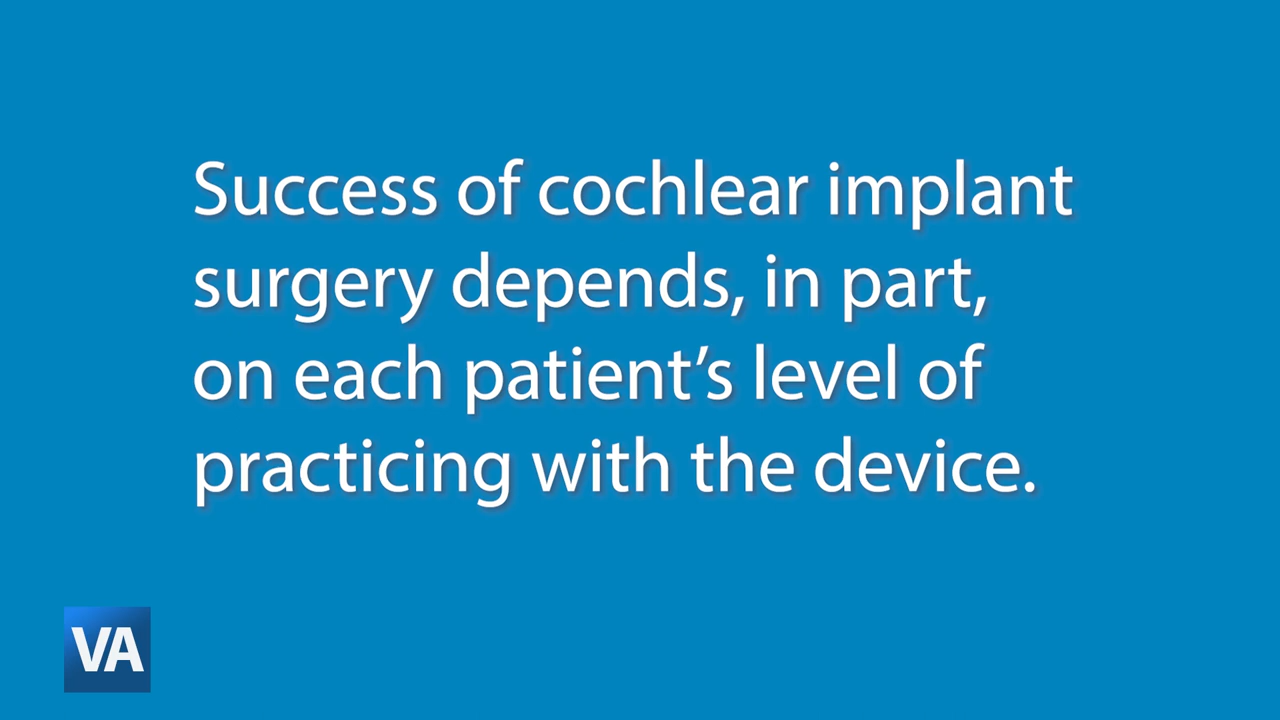 Success of cochlear implant
surgery depends, in part,
on each patient’s level of
practicing with the device.
VA